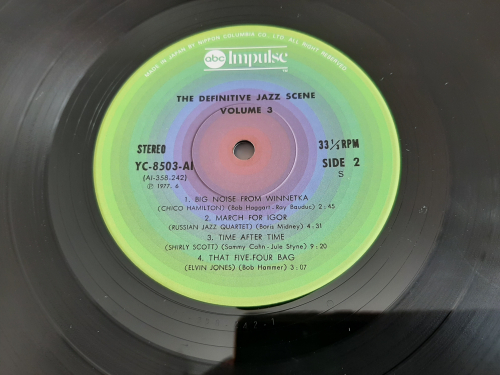 MADE IN JAPAN BY NIPPON COLUMBIA CO., LTD. ALL RIGHT RESERVED
abc Impulse
THE DEFINITIVE JAZZ SCENE
VOLUME 3
STEREO
33 1/3 RPM
YC-8503-AI
SIDE 2
(AI-358.242)
S
Ⓟ 1977, 6
1. BIG NOISE FROM WINNETKA
(CHICO HAMILTON) (Bob Haggart-Ray Bauduc) 2:45
2. MARCH FOR IGOR
(RUSSIAN JAZZ QUARTET) (Boris Midney) 4:31
3. TIME AFTER TIME
(SHIRLY SCOTT) (Sammy Cahn-Jule Styne) 9:20
4. THAT FIVE-FOUR BAG
(ELVIN JONES) (Bob Hammer) 3:07